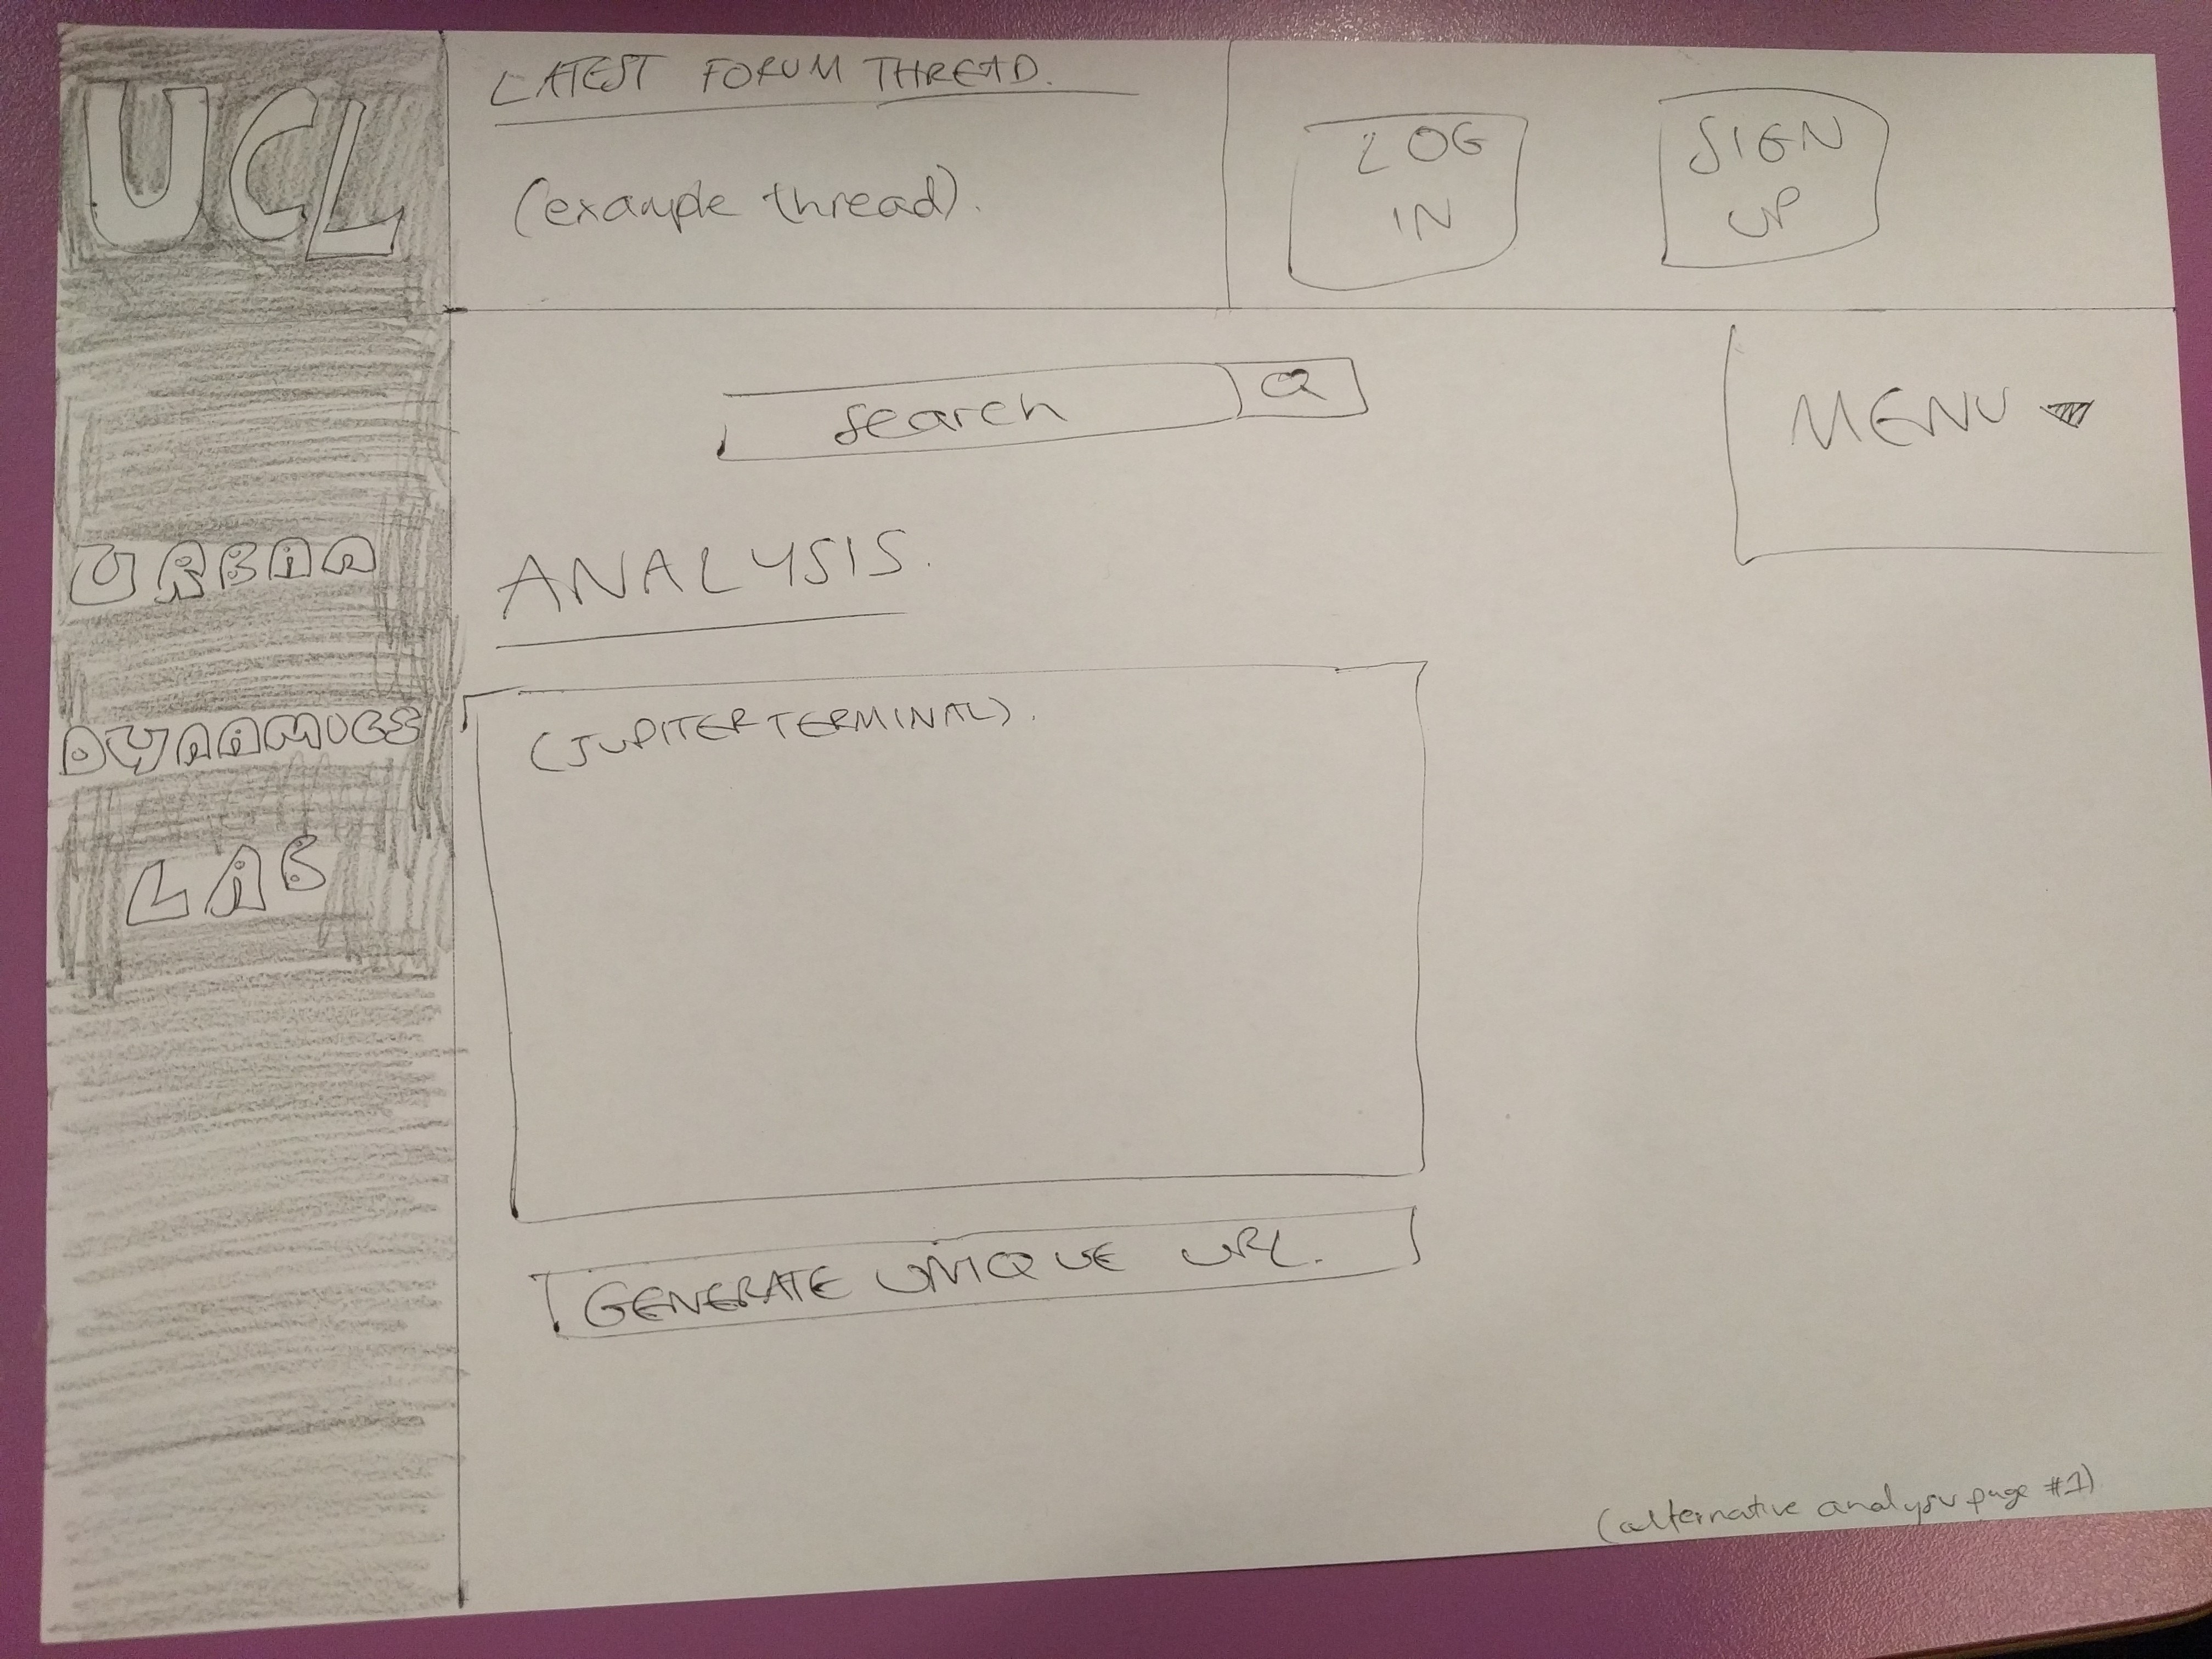 UCL
URBAN
DYNAMICS
LAB
LATEST FORUM THREAD.
(example thread).
LOG
IN
SIGN
UP
search
MENU
ANALYSIS.
(JUPITER TERMINAL).
GENERATE UNIQUE URL.
(alternative analysis page #1)